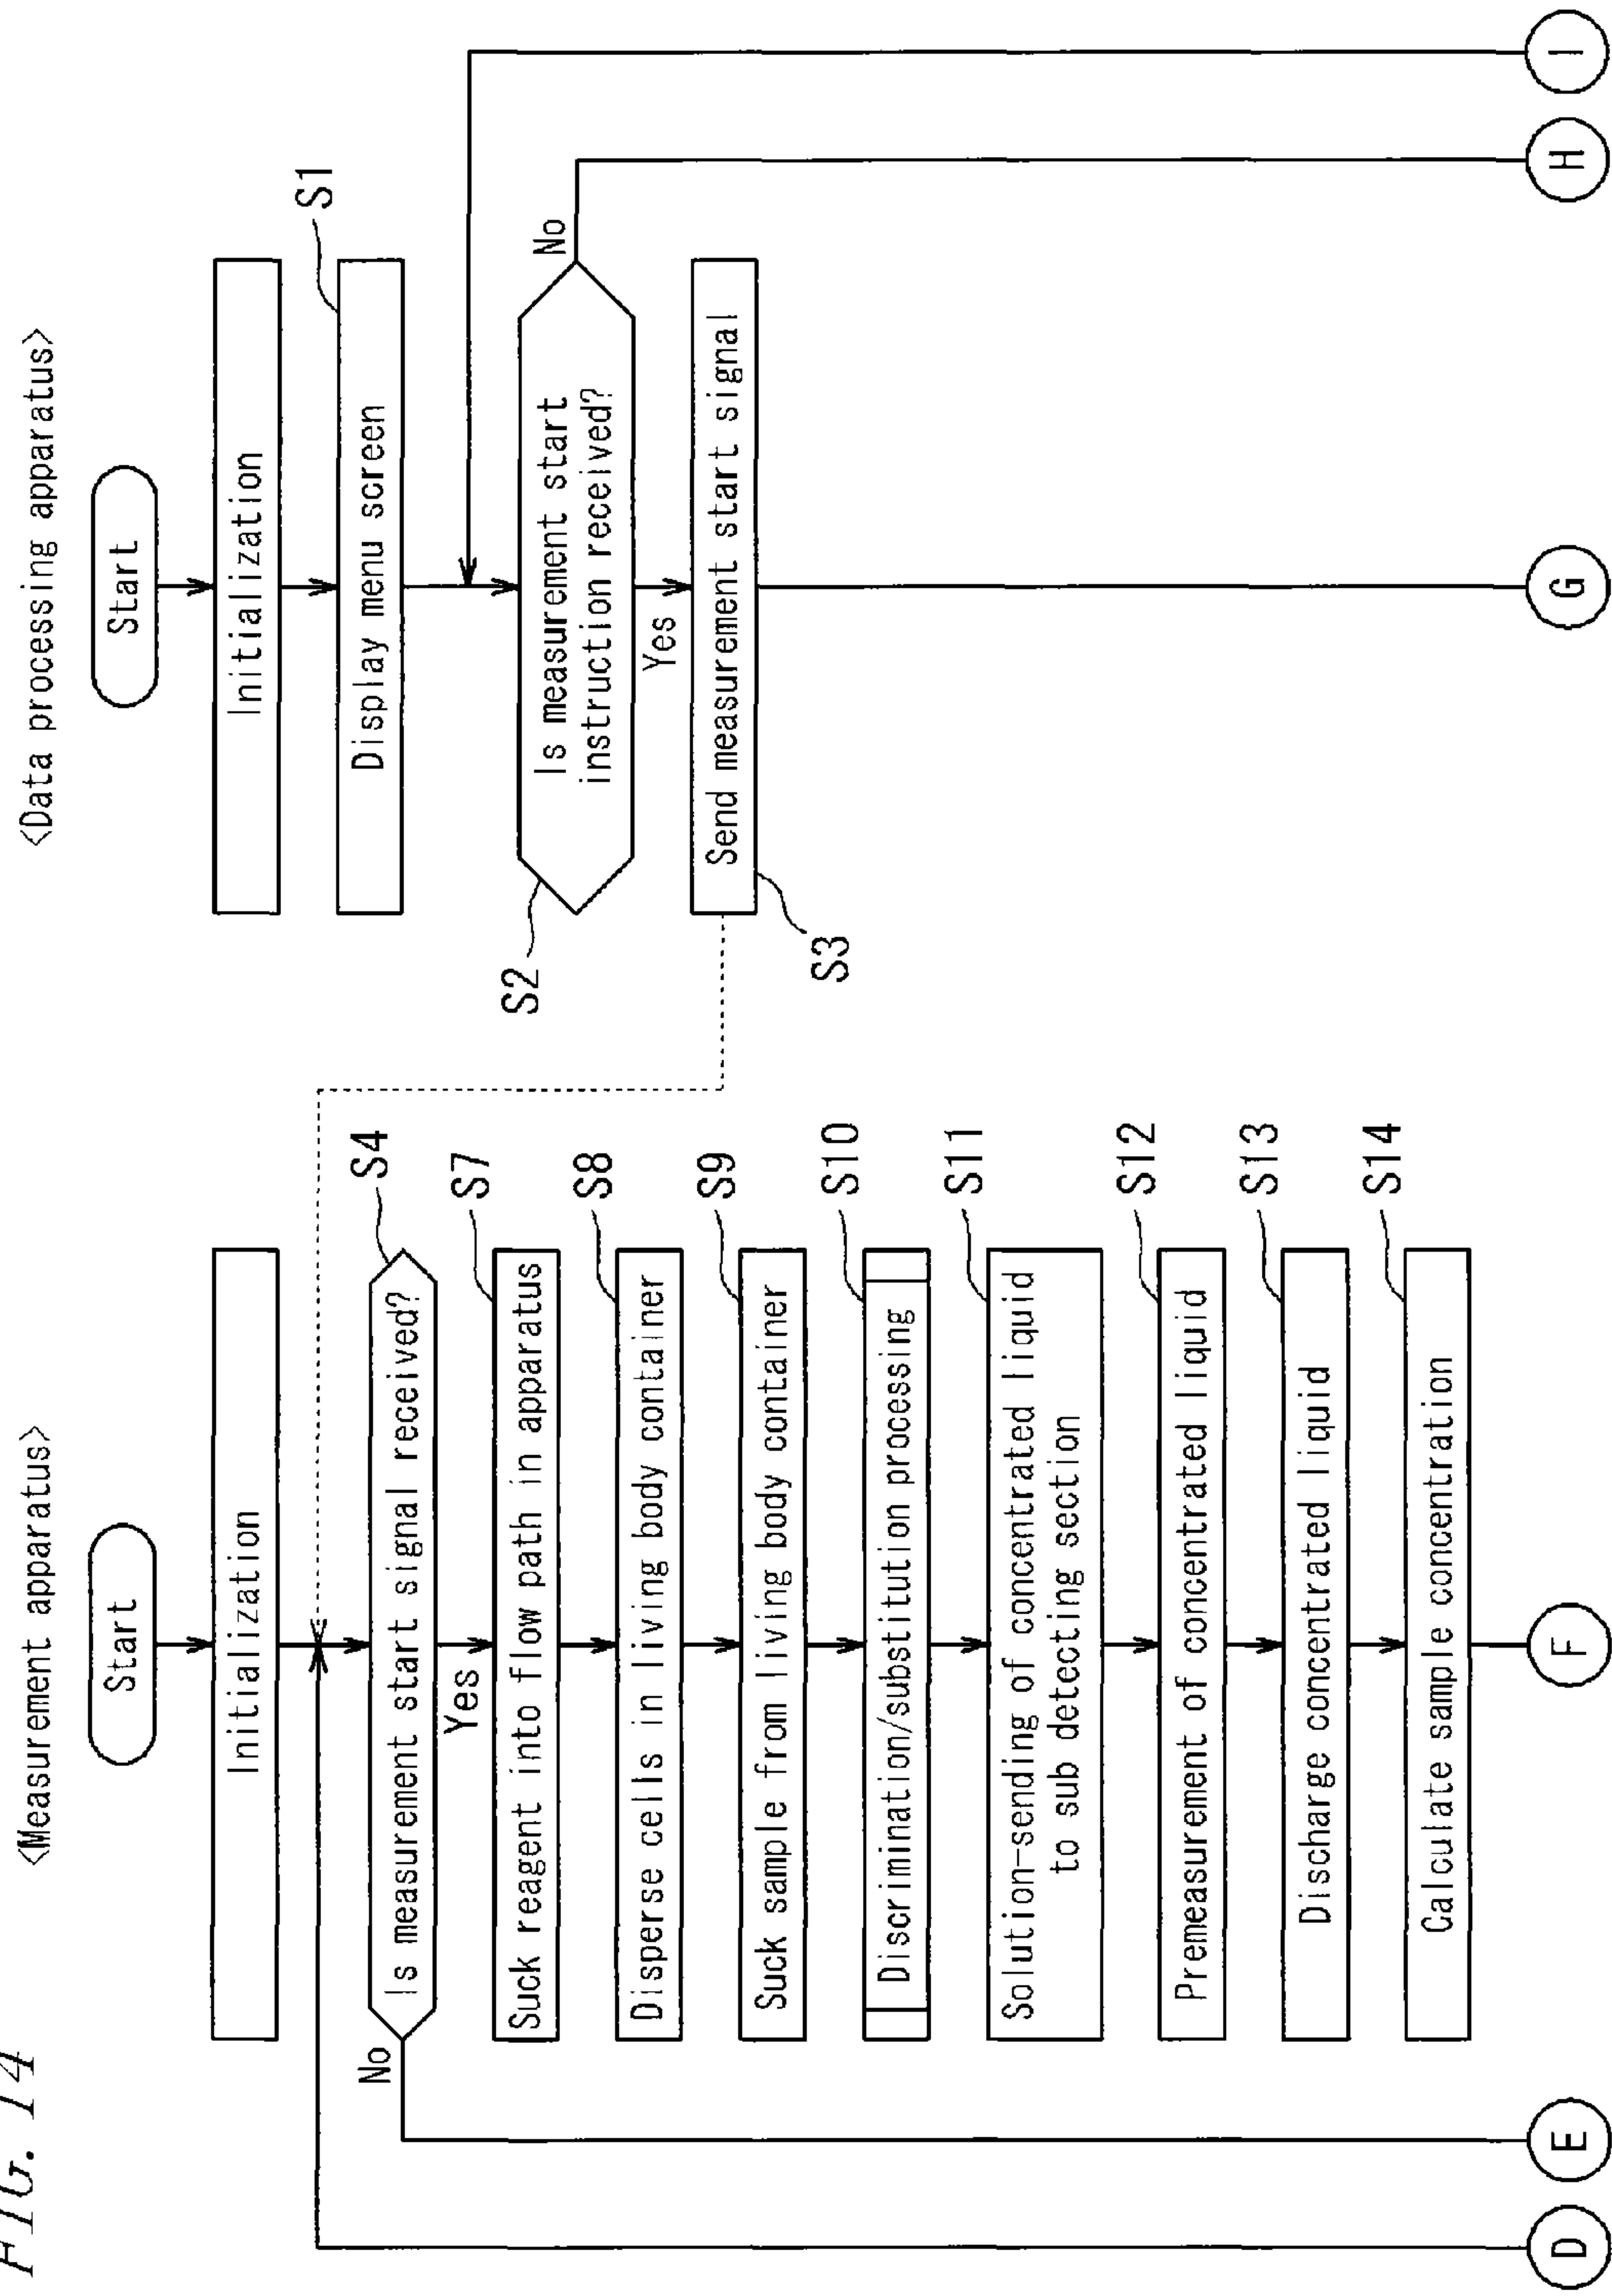 FIG. 14
<Measurement apparatus>
Start
Initialization
Is measurement start signal received?
S4
No
Yes
Suck reagent into flow path in apparatus
S7
Disperse cells in living body container
S8
Suck sample from living body container
S9
Discrimination/substitution processing
S10
Solution-sending of concentrated liquid
to sub detecting section
S11
Premeasurement of concentrated liquid
S12
Discharge concentrated liquid
S13
Calculate sample concentration
S14
D
E
F
<Data processing apparatus>
Start
Initialization
Display menu screen
S1
Is measurement start
instruction received?
S2
No
Yes
Send measurement start signal
S3
G
H
I